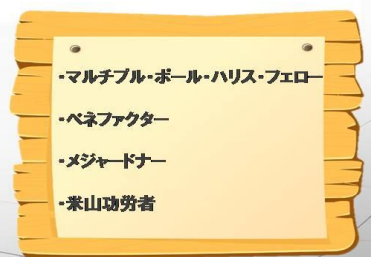 ・マルチプル・ポール・ハリス・フェロー
・ベネファクター
・メジャードナー
・米山功労者